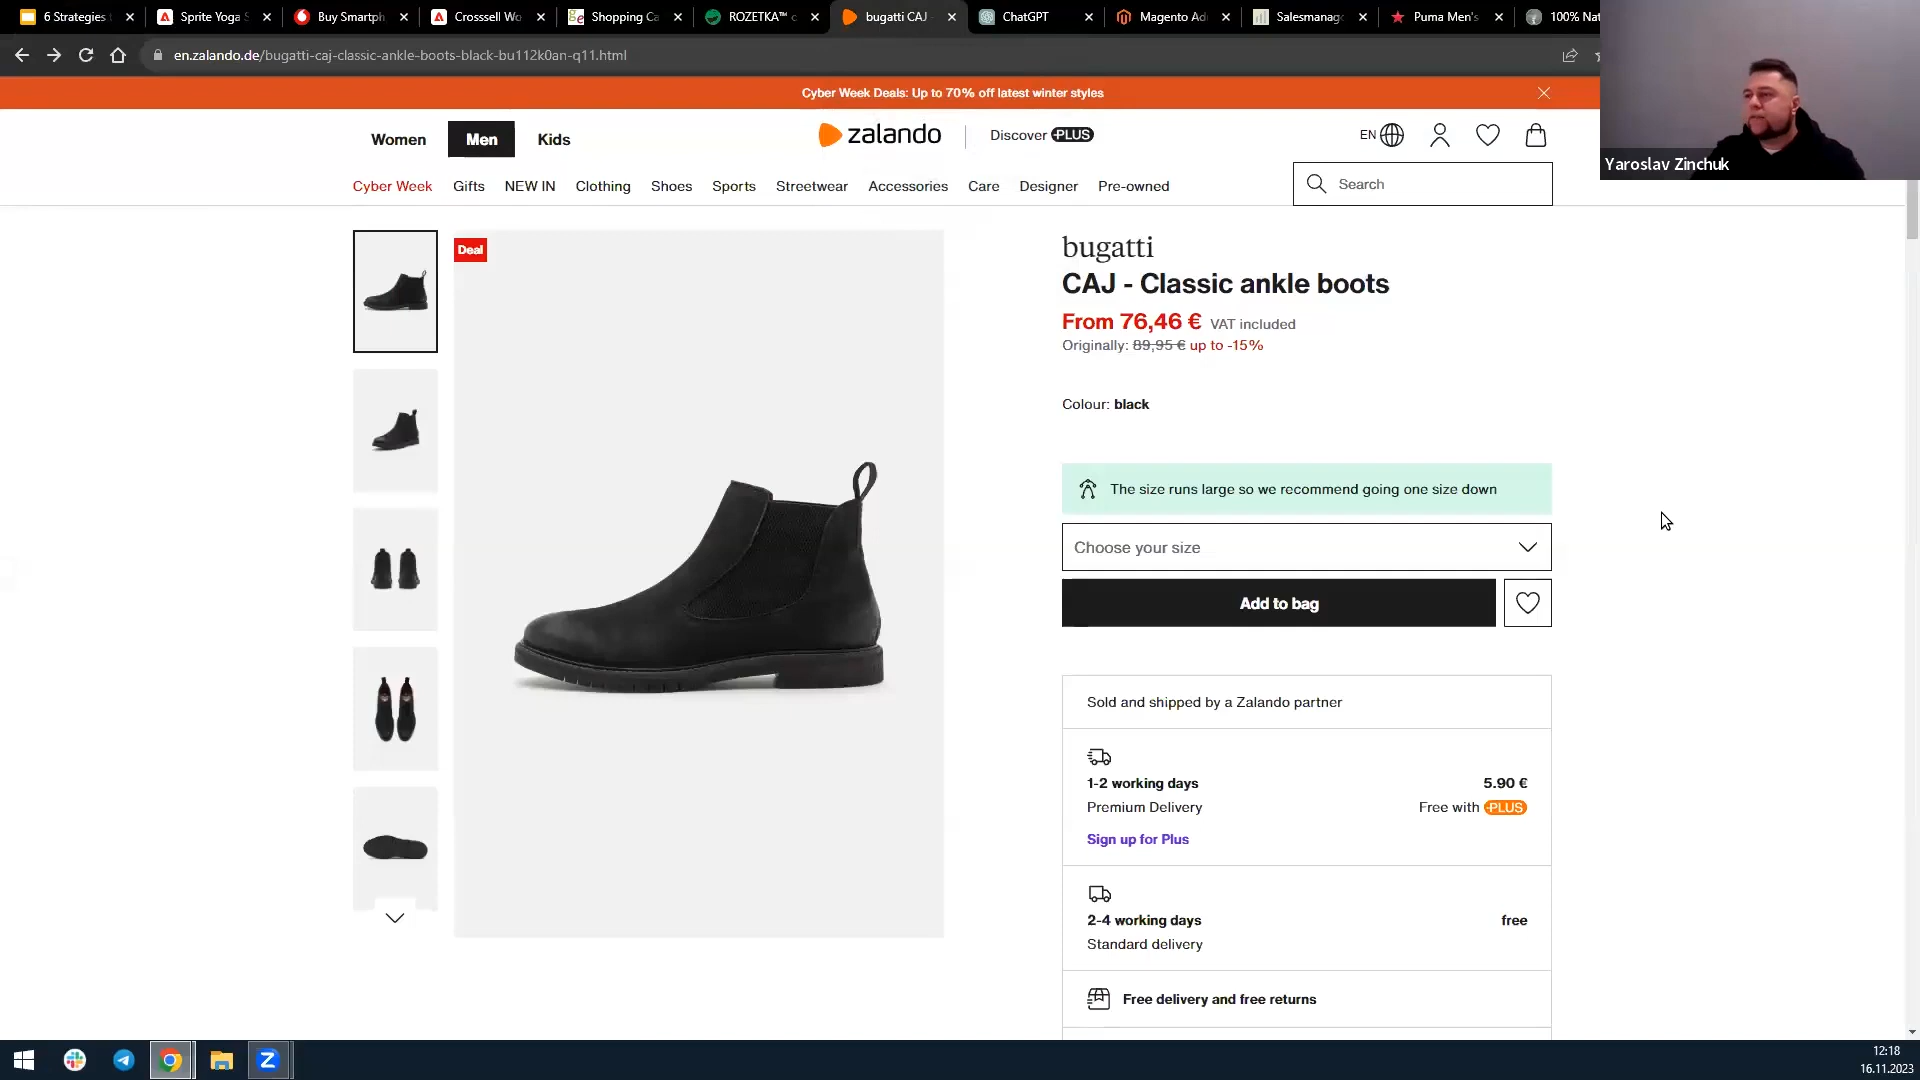 6 Strategies
Sprite Yoga S
Buy Smartph
Crosssell Wo
Shopping Ca
ROZETKA™
bugatti CAJ
ChatGPT
Magento Ad
Salesmanag
Puma Men's
100% Nat
en.zalando.de/bugatti-caj-classic-ankle-boots-black-bu112k0an-q11.html
Cyber Week Deals: Up to 70% off latest winter styles
Women
Men
Kids
zalando
Discover PLUS
EN
Yaroslav Zinchuk
Cyber Week
Gifts
NEW IN
Clothing
Shoes
Sports
Streetwear
Accessories
Care
Designer
Pre-owned
Search
Deal
bugatti
CAJ - Classic ankle boots
From 76,46 € VAT included
Originally: 89,95 € up to -15%
Colour: black
The size runs large so we recommend going one size down
Choose your size
Add to bag
Sold and shipped by a Zalando partner
1-2 working days 5.90 €
Premium Delivery Free with PLUS
Sign up for Plus
2-4 working days free
Standard delivery
Free delivery and free returns
12:18
16.11.2023